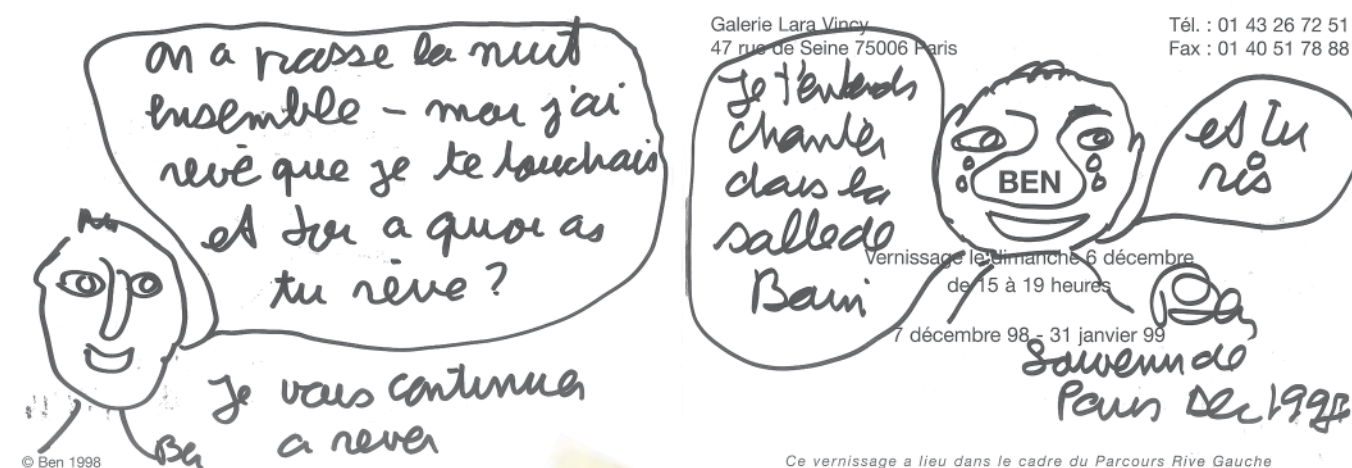 on a passe la nuit
ensemble - moi j'ai
revé que je te touchais
et toi a quoi as
tu reve ?
Je vais continuer
a rever
Ben
© Ben 1998
Galerie Lara Vincy
47 rue de Seine 75006 Paris
Tél. : 01 43 26 72 51
Fax : 01 40 51 78 88
Je t'entends
chanter
dans la
salle de
Bain
BEN
et tu
ris
Vernissage le dimanche 6 décembre
de 15 à 19 heures
7 décembre 98 - 31 janvier 99
Ben
Souvenir de
Paris Dec
Ce vernissage a lieu dans le cadre du Parcours Rive Gauche